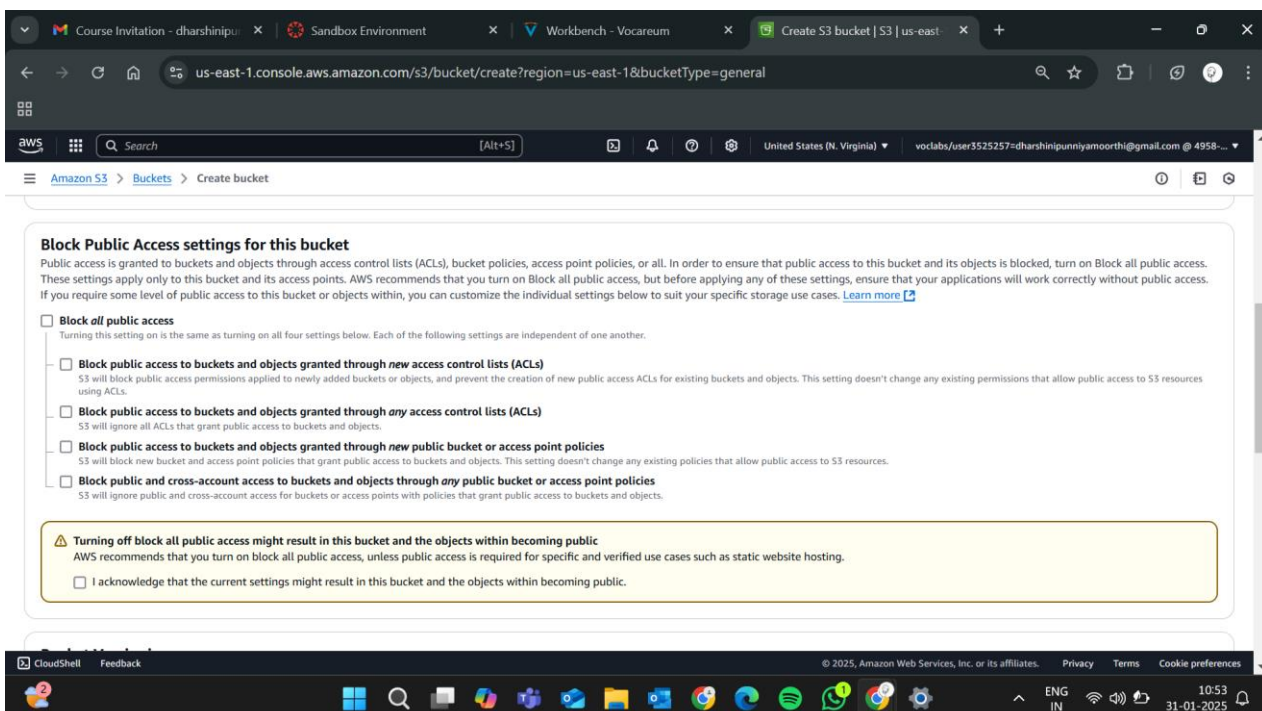 Course Invitation - dharshinipu
Sandbox Environment
Workbench - Vocareum
Create S3 bucket | S3 | us-east-
us-east-1.console.aws.amazon.com/s3/bucket/create?region=us-east-1&bucketType=general
aws
Search
[Alt+S]
United States (N. Virginia)
voclabs/user3525257=dharshinipunniyamoorthi@gmail.com @ 4958-...
Amazon S3 > Buckets > Create bucket
Block Public Access settings for this bucket
Public access is granted to buckets and objects through access control lists (ACLs), bucket policies, access point policies, or all. In order to ensure that public access to this bucket and its objects is blocked, turn on Block all public access.
These settings apply only to this bucket and its access points. AWS recommends that you turn on Block all public access, but before applying any of these settings, ensure that your applications will work correctly without public access.
If you require some level of public access to this bucket or objects within, you can customize the individual settings below to suit your specific storage use cases. Learn more
Block all public access
Turning this setting on is the same as turning on all four settings below. Each of the following settings are independent of one another.
Block public access to buckets and objects granted through new access control lists (ACLs)
S3 will block public access permissions applied to newly added buckets or objects, and prevent the creation of new public access ACLs for existing buckets and objects. This setting doesn't change any existing permissions that allow public access to S3 resources
using ACLs.
Block public access to buckets and objects granted through any access control lists (ACLs)
S3 will ignore all ACLs that grant public access to buckets and objects.
Block public access to buckets and objects granted through new public bucket or access point policies
S3 will block new bucket and access point policies that grant public access to buckets and objects. This setting doesn't change any existing policies that allow public access to S3 resources.
Block public and cross-account access to buckets and objects through any public bucket or access point policies
S3 will ignore public and cross-account access for buckets or access points with policies that grant public access to buckets and objects.
Turning off block all public access might result in this bucket and the objects within becoming public
AWS recommends that you turn on block all public access, unless public access is required for specific and verified use cases such as static website hosting.
I acknowledge that the current settings might result in this bucket and the objects within becoming public.
CloudShell
Feedback
© 2025, Amazon Web Services, Inc. or its affiliates.
Privacy
Terms
Cookie preferences
2
1
ENG
IN
10:53
31-01-2025